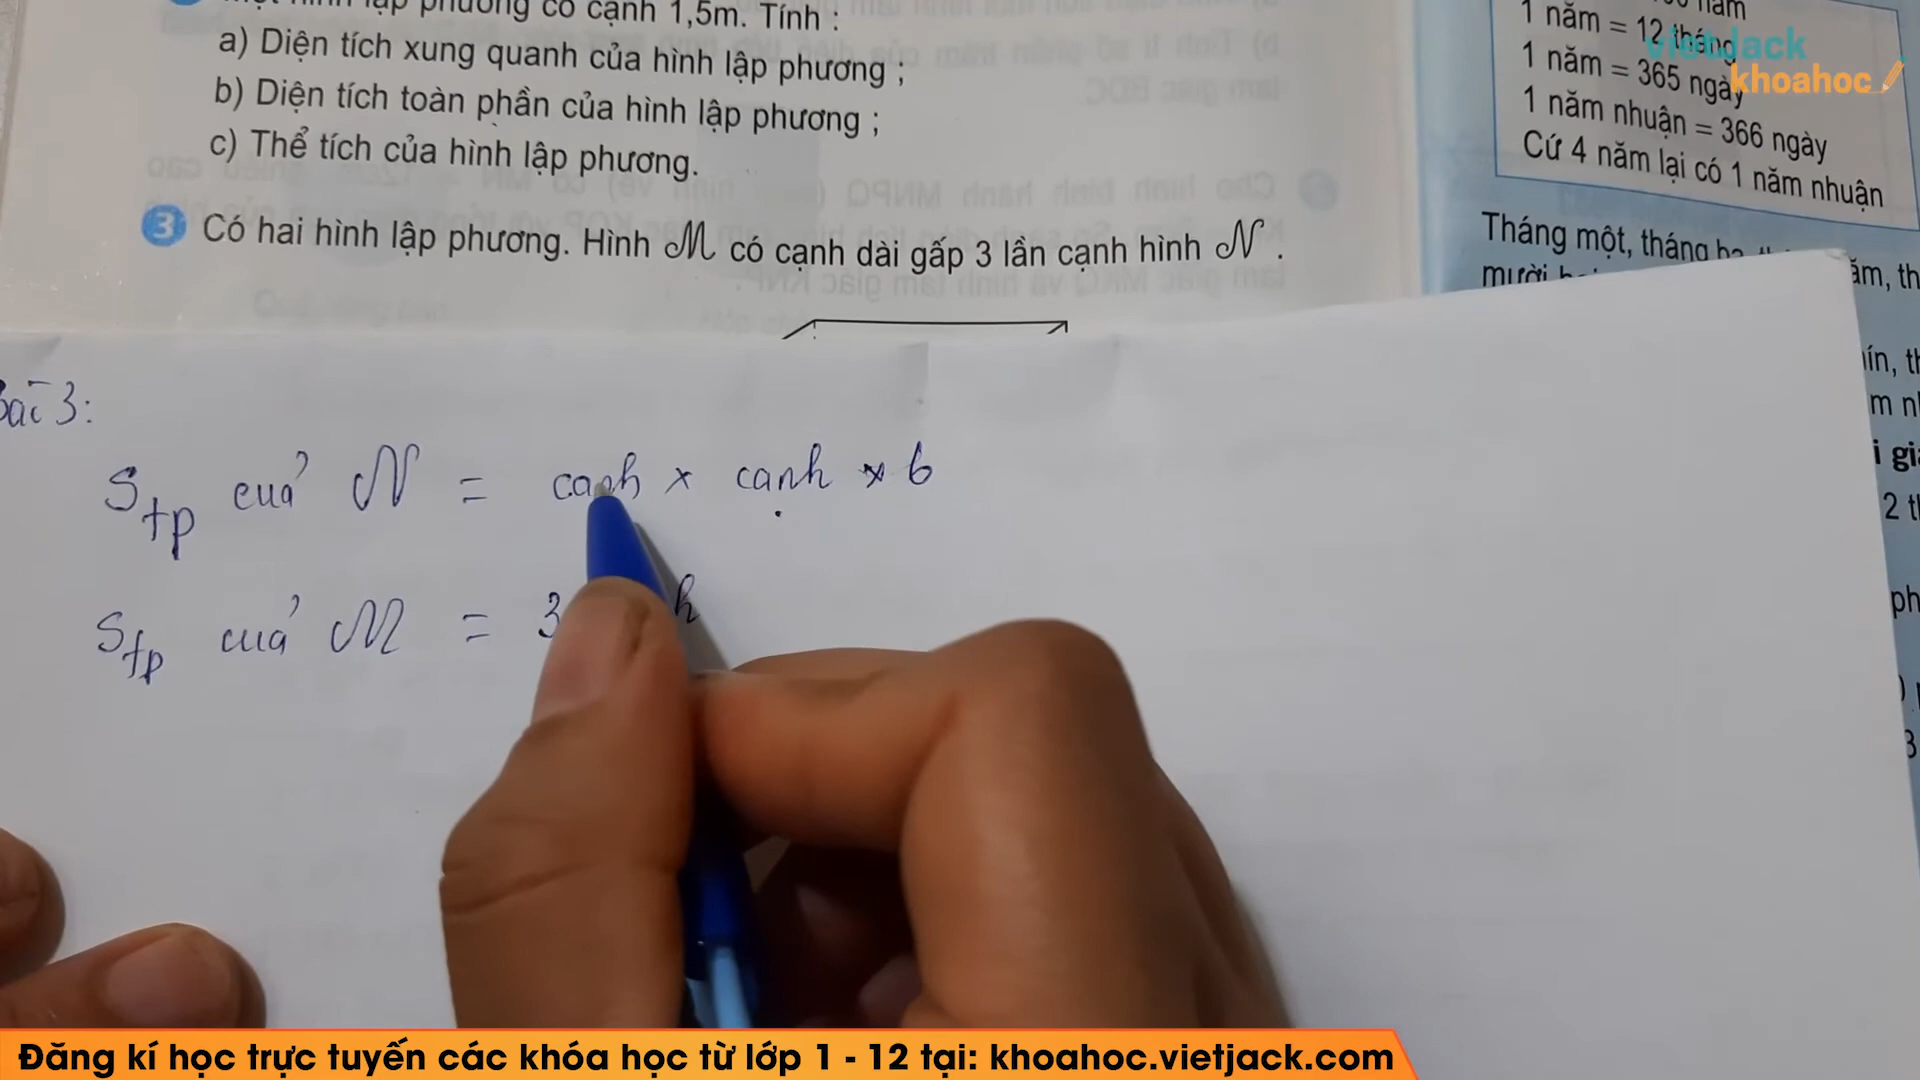 hình lập phương có cạnh 1,5m. Tính :
a) Diện tích xung quanh của hình lập phương ;
b) Diện tích toàn phần của hình lập phương ;
c) Thể tích của hình lập phương.
3 Có hai hình lập phương. Hình M có cạnh dài gấp 3 lần cạnh hình N .
năm
1 năm = 12 tháng
1 năm = 365 ngày
1 năm nhuận = 366 ngày
Cứ 4 năm lại có 1 năm nhuận
Tháng một, tháng
vietJack
khoahoc
3:
Stp của N = cạnh x cạnh x 6
Stp của M = 3
Đăng kí học trực tuyến các khóa học từ lớp 1 - 12 tại: khoahoc.vietjack.com